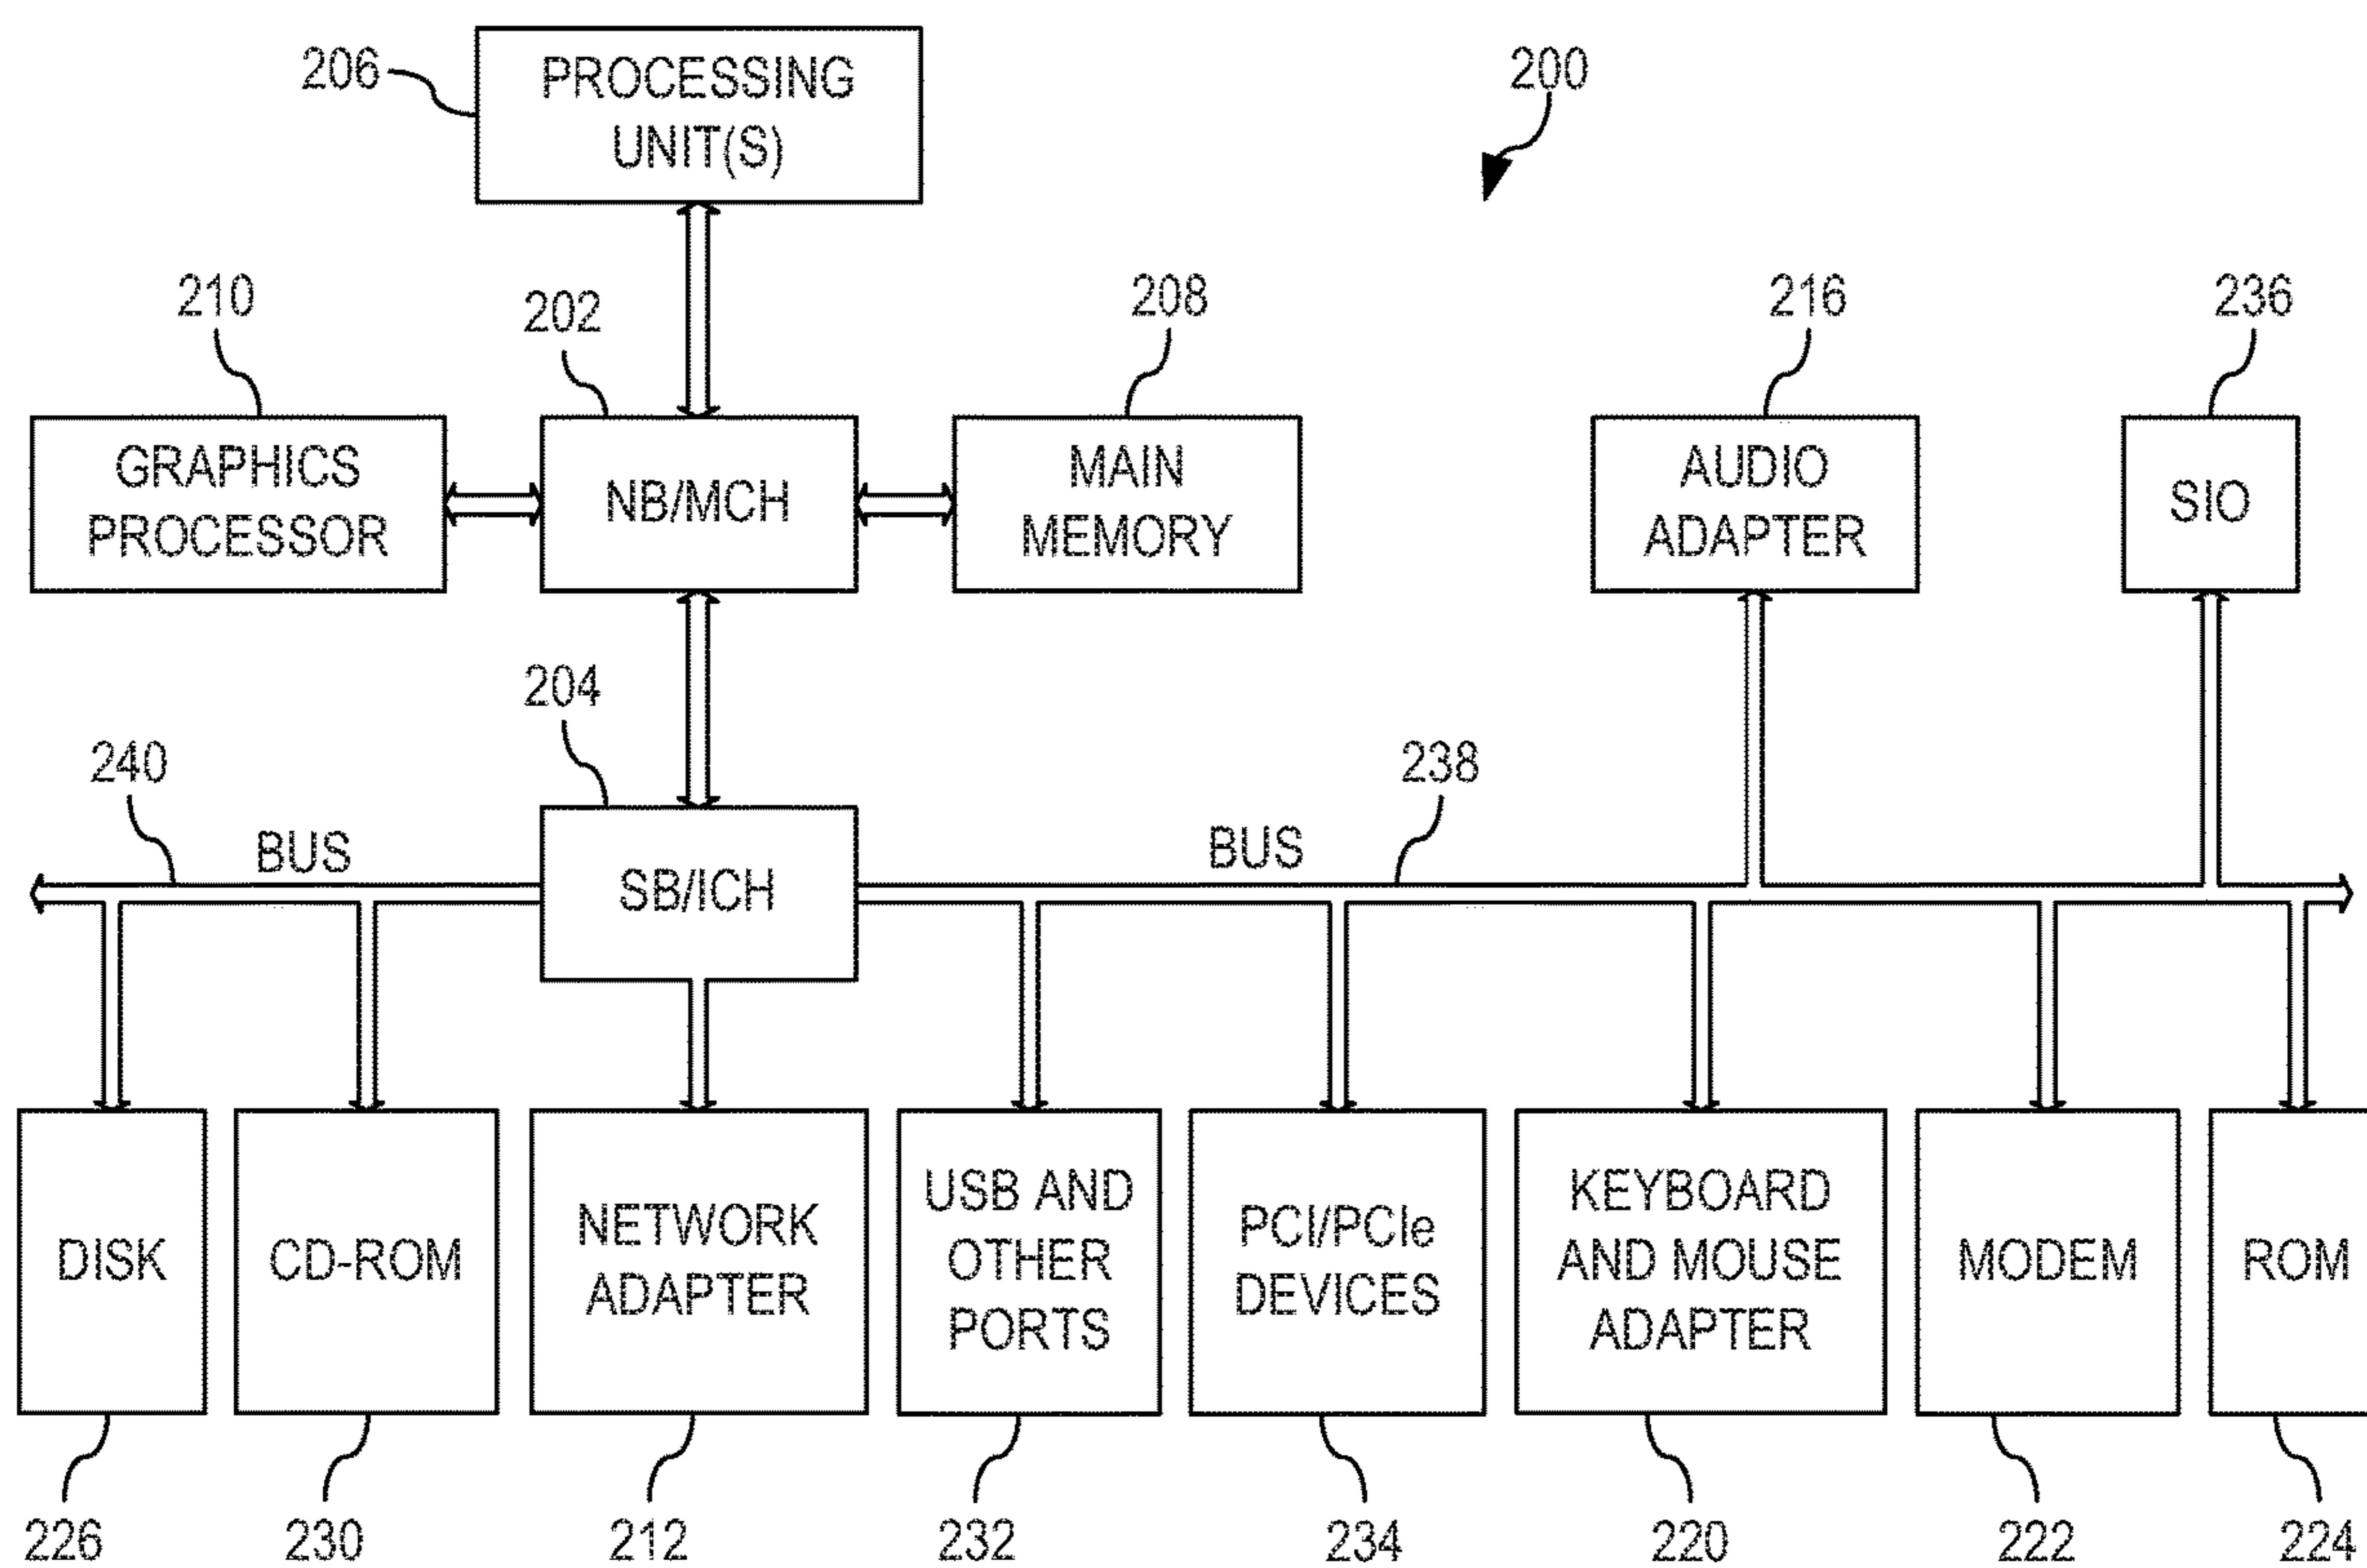 206
PROCESSING
UNIT(S)
200
210
202
208
216
236
GRAPHICS
PROCESSOR
NB/MCH
MAIN
MEMORY
AUDIO
ADAPTER
SIO
204
240
238
BUS
BUS
SB/ICH
DISK
CD-ROM
NETWORK
ADAPTER
USB AND
OTHER
PORTS
PCI/PCIe
DEVICES
KEYBOARD
AND MOUSE
ADAPTER
MODEM
ROM
226
230
212
232
234
220
222
224